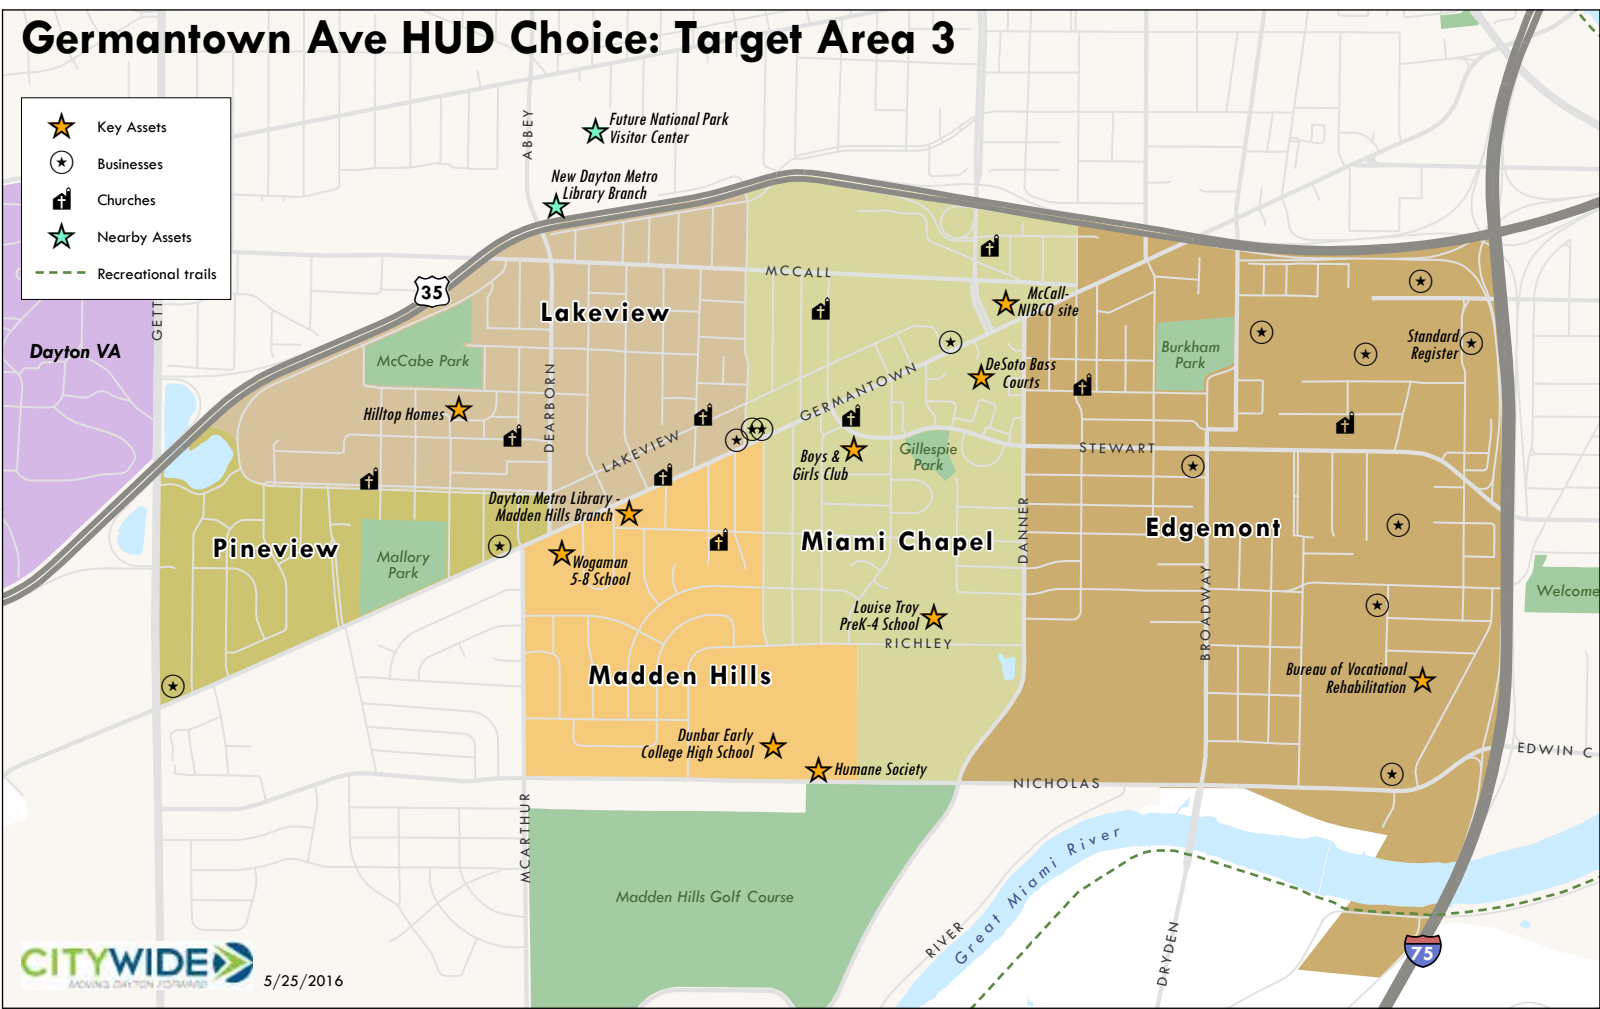 Germantown Ave HUD Choice: Target Area 3
Key Assets
Businesses
Churches
Nearby Assets
Recreational trails
ABBEY
Future National Park
Visitor Center
New Dayton Metro
Library Branch
GETT
35
MCCALL
Lakeview
McCall-
NIBCO site
Dayton VA
McCabe Park
Burkham
Park
Standard
Register
DeSoto Bass
Courts
Hilltop Homes
DEARBORN
GERMANTOWN
LAKEVIEW
Boys &
Girls Club
Gillespie
Park
STEWART
Dayton Metro Library -
Madden Hills Branch
Pineview
Mallory
Park
Wogaman
5-8 School
Miami Chapel
DANNER
Edgemont
BROADWAY
Welcome
Louise Troy
PreK-4 School
RICHLEY
Madden Hills
Bureau of Vocational
Rehabilitation
Dunbar Early
College High School
Humane Society
NICHOLAS
EDWIN C
MCARTHUR
Madden Hills Golf Course
Great Miami River
RIVER
DRYDEN
75
CITYWIDE
MOVING DAYTON FORWARD
5/25/2016